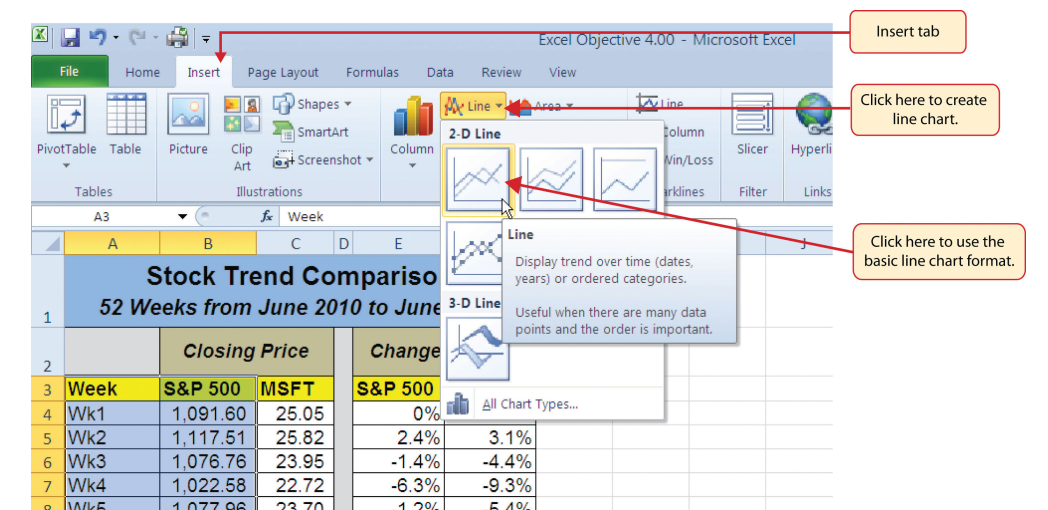 Excel Objective 4.00 - Microsoft Excel
Insert tab
File Home Insert Page Layout Formulas Data Review View
Click here to create
line chart.
PivotTable
Table
Picture
Clip
Art
Shapes
SmartArt
Screenshot
Column
Line
Area
Line
Column
Win/Loss
Slicer
Tables
Illustrations
Filter
Links
2-D Line
A3
fx Week
A B C D E J
Line
Display trend over time (dates,
years) or ordered categories.
Useful when there are many data
points and the order is important.
Click here to use the
basic line chart format.
3-D Line
All Chart Types...
1 Stock Trend
52 Weeks from June 2010 to June
2 Closing Price Change
3 Week S&P 500 MSFT S&P 500
4 Wk1 1,091.60 25.05 0%
5 Wk2 1,117.51 25.82 2.4% 3.1%
6 Wk3 1,076.76 23.95 -1.4% -4.4%
7 Wk4 1,022.58 22.72 -6.3% -9.3%